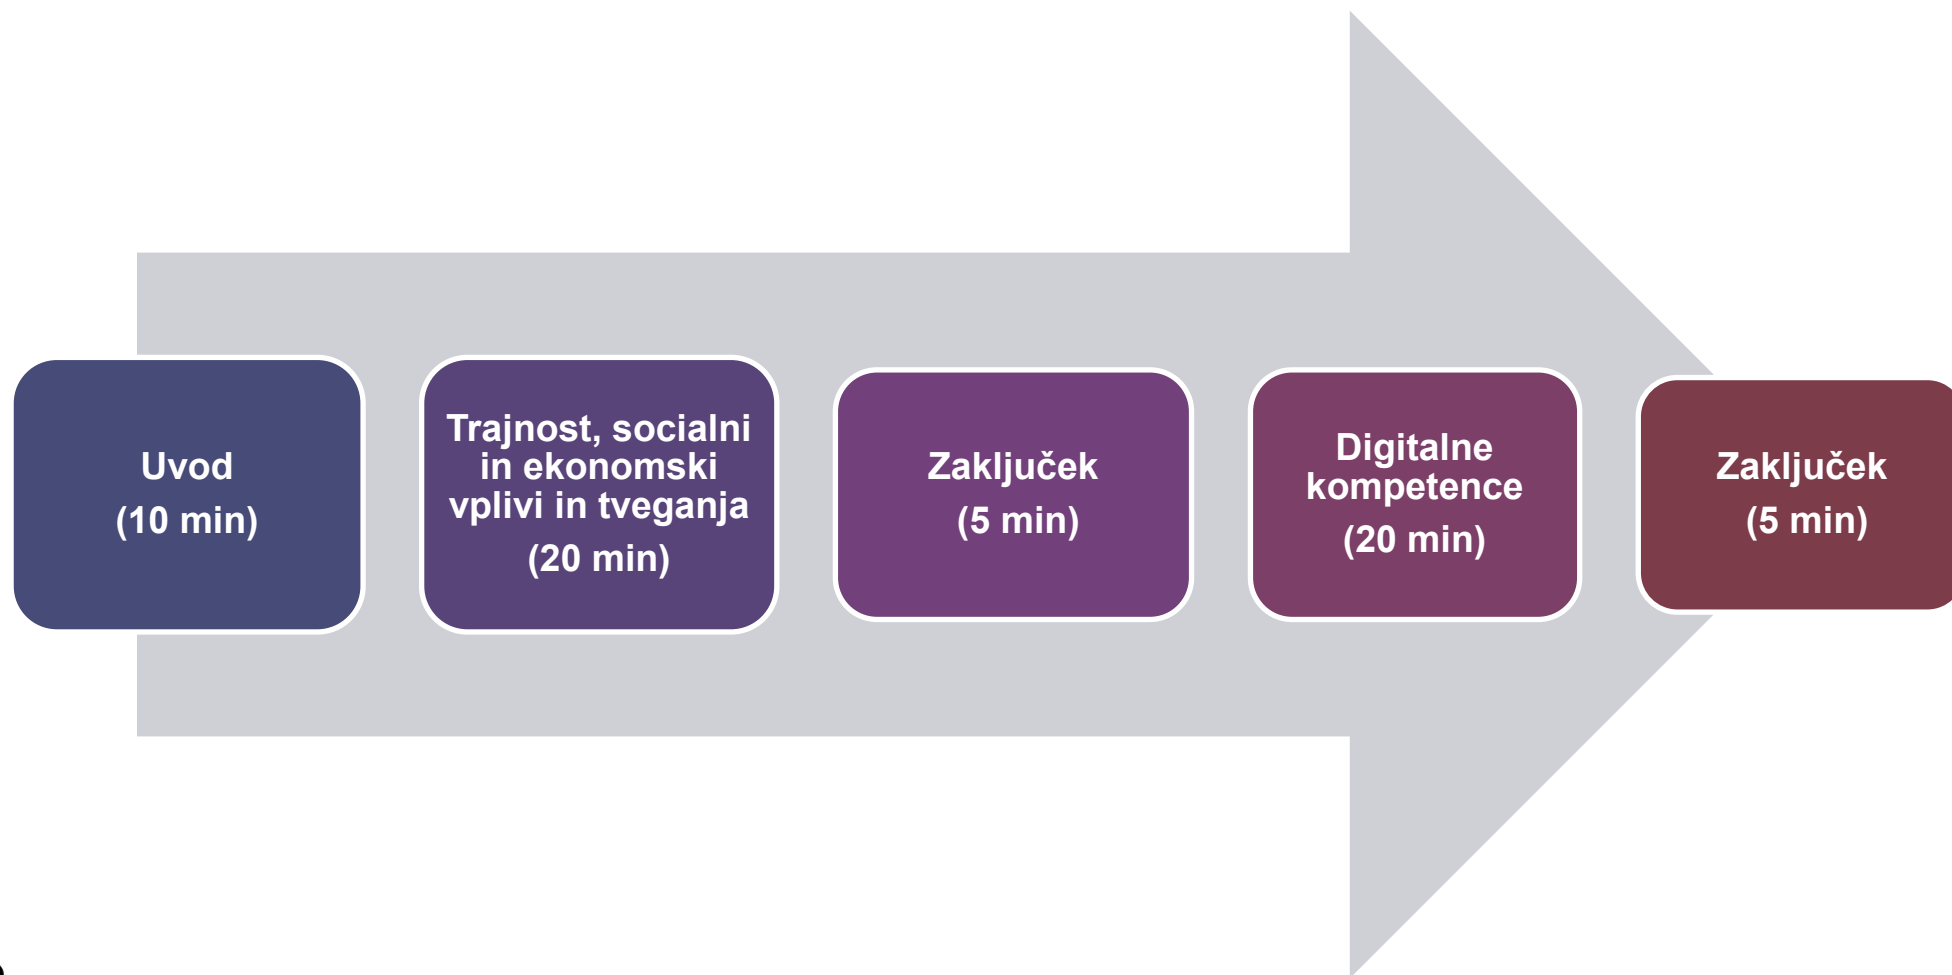 Uvod
(10 min)
Trajnost, socialni
in ekonomski
vplivi in tveganja
(20 min)
Zaključek
(5 min)
Digitalne
kompetence
(20 min)
Zaključek
(5 min)